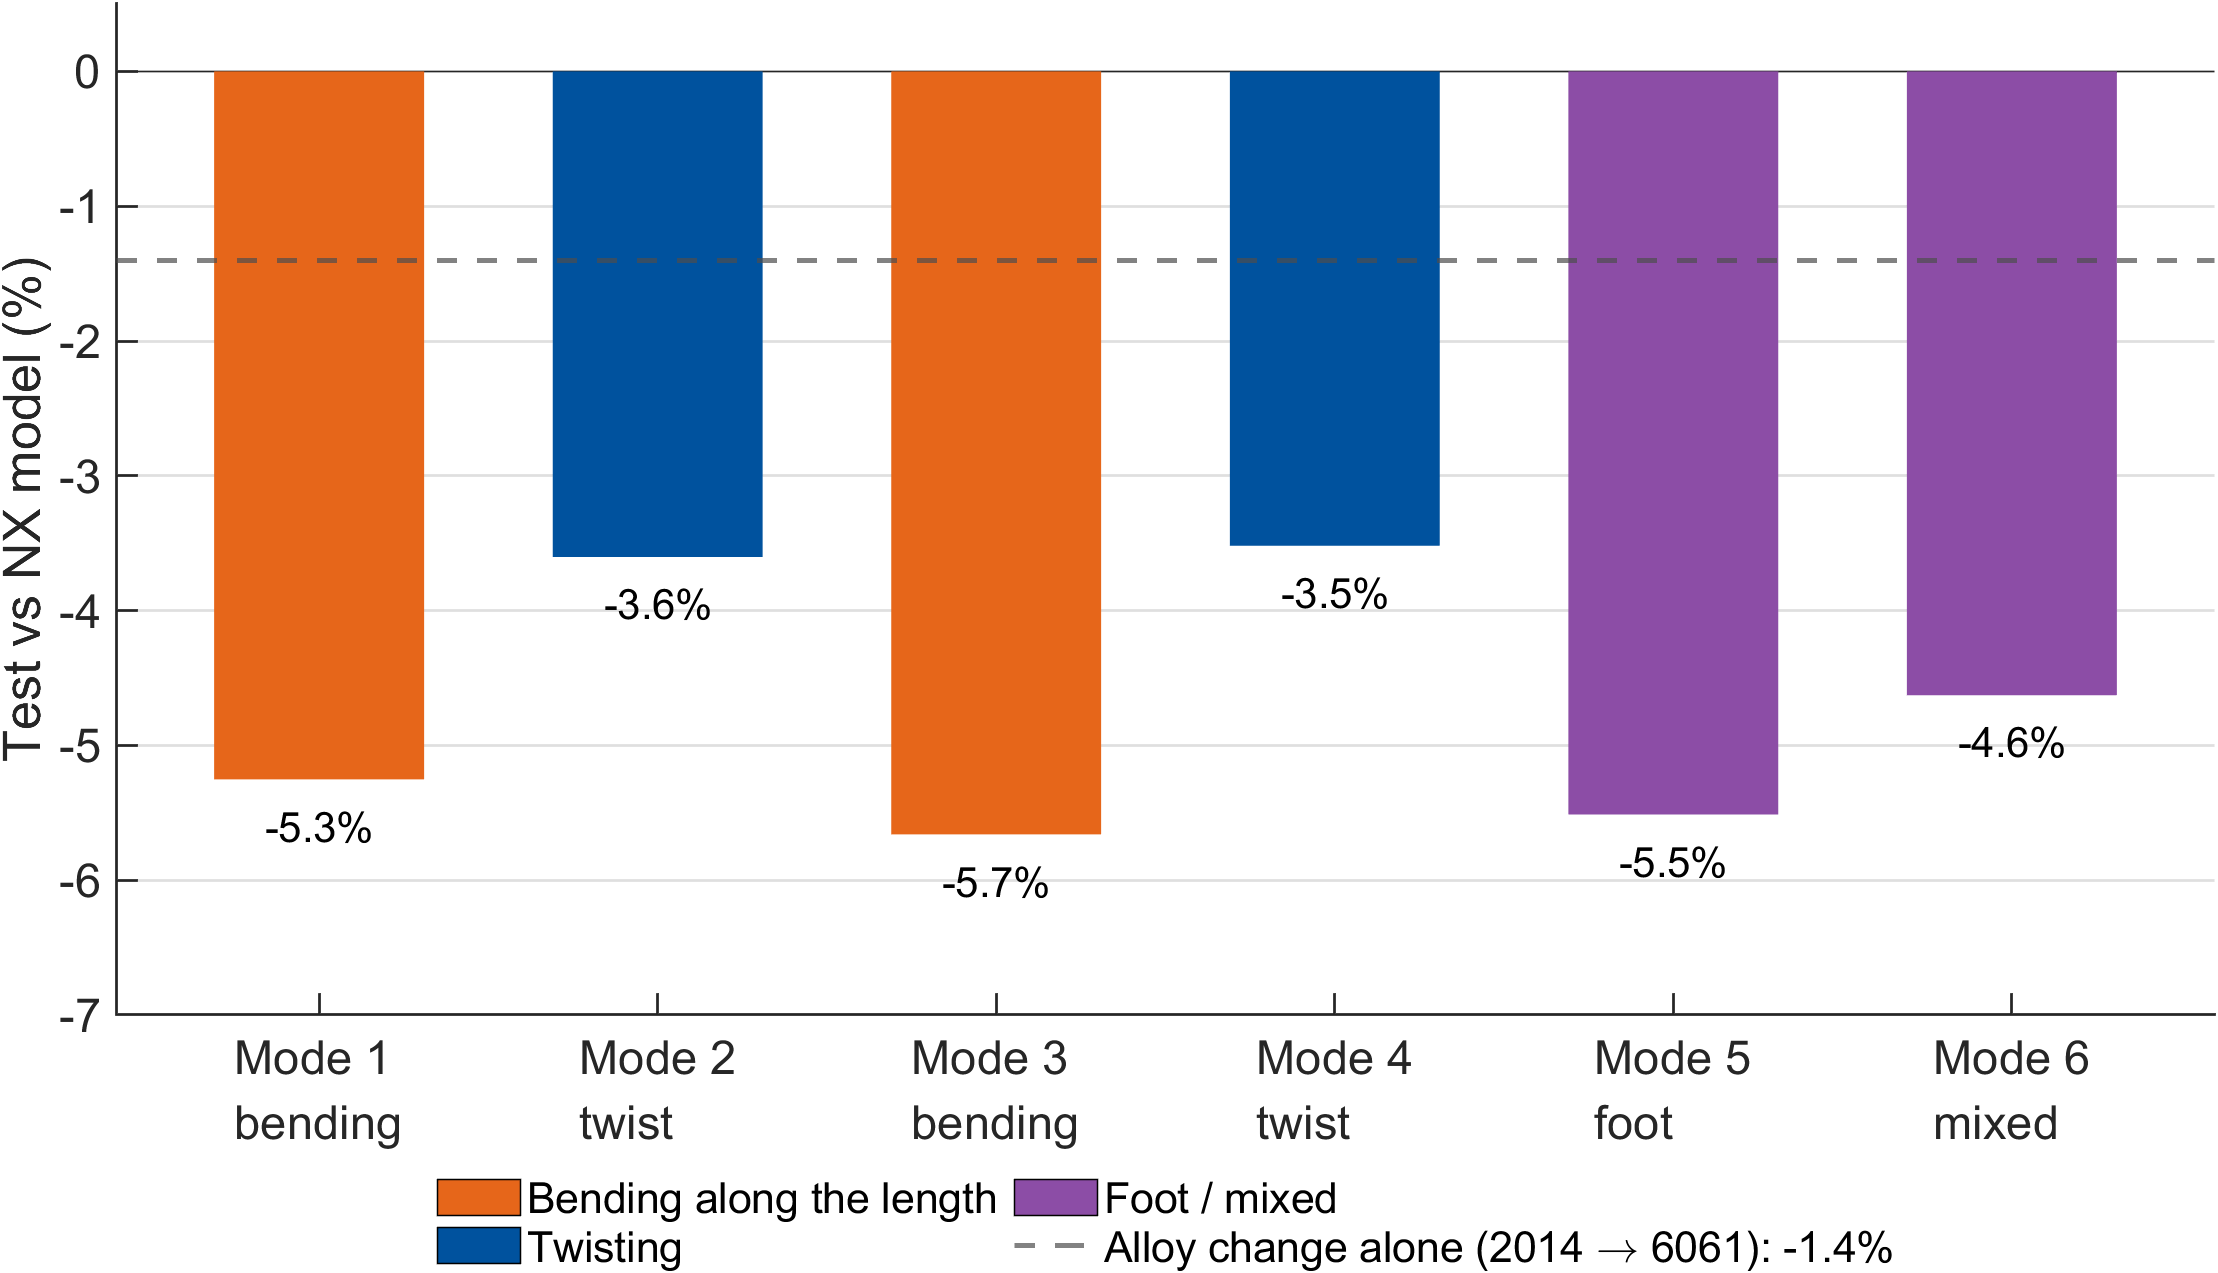 Test vs NX model (%)
0
-1
-2
-3
-4
-5
-6
-7
-5.3%
-3.6%
-5.7%
-3.5%
-5.5%
-4.6%
Mode 1
bending
Mode 2
twist
Mode 3
bending
Mode 4
twist
Mode 5
foot
Mode 6
mixed
Bending along the length
Twisting
Foot / mixed
Alloy change alone (2014 → 6061): -1.4%